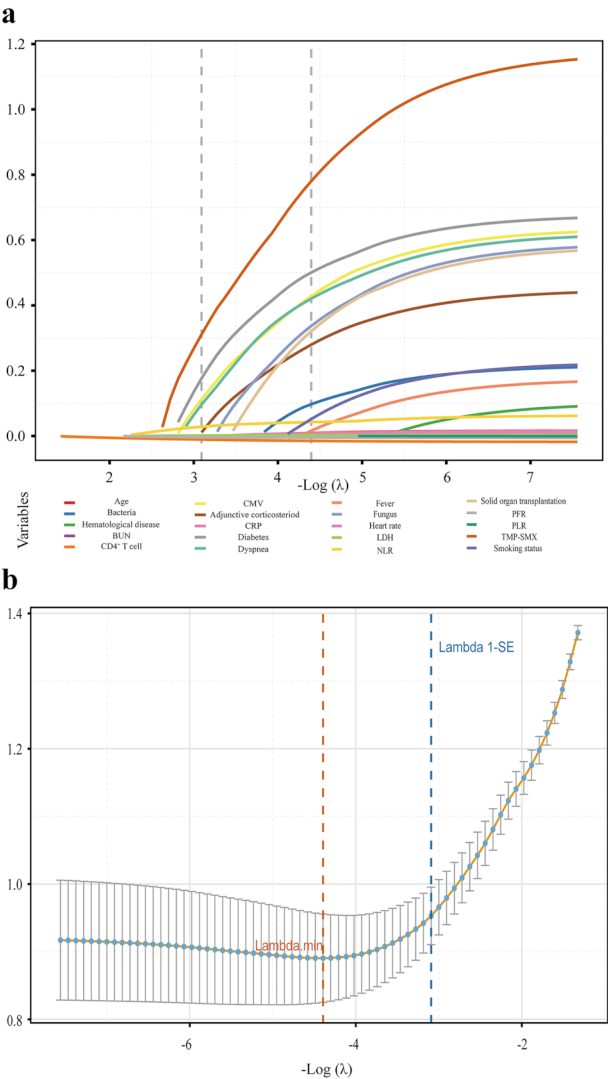 a
1.2
1.0
0.8
0.6
0.4
0.2
0.0
2 3 4 5 6 7
-Log (λ)
Variables
Age CMV Fever Solid organ transplantation
Bacteria Adjunctive corticosteriod Fungus PFR
Hematological disease CRP Heart rate PLR
BUN Diabetes LDH TMP-SMX
CD4⁺ T cell Dyspnea NLR Smoking status
b
1.4
Lambda 1-SE
1.2
1.0
Lambda.min
0.8
-6 -4 -2
-Log (λ)